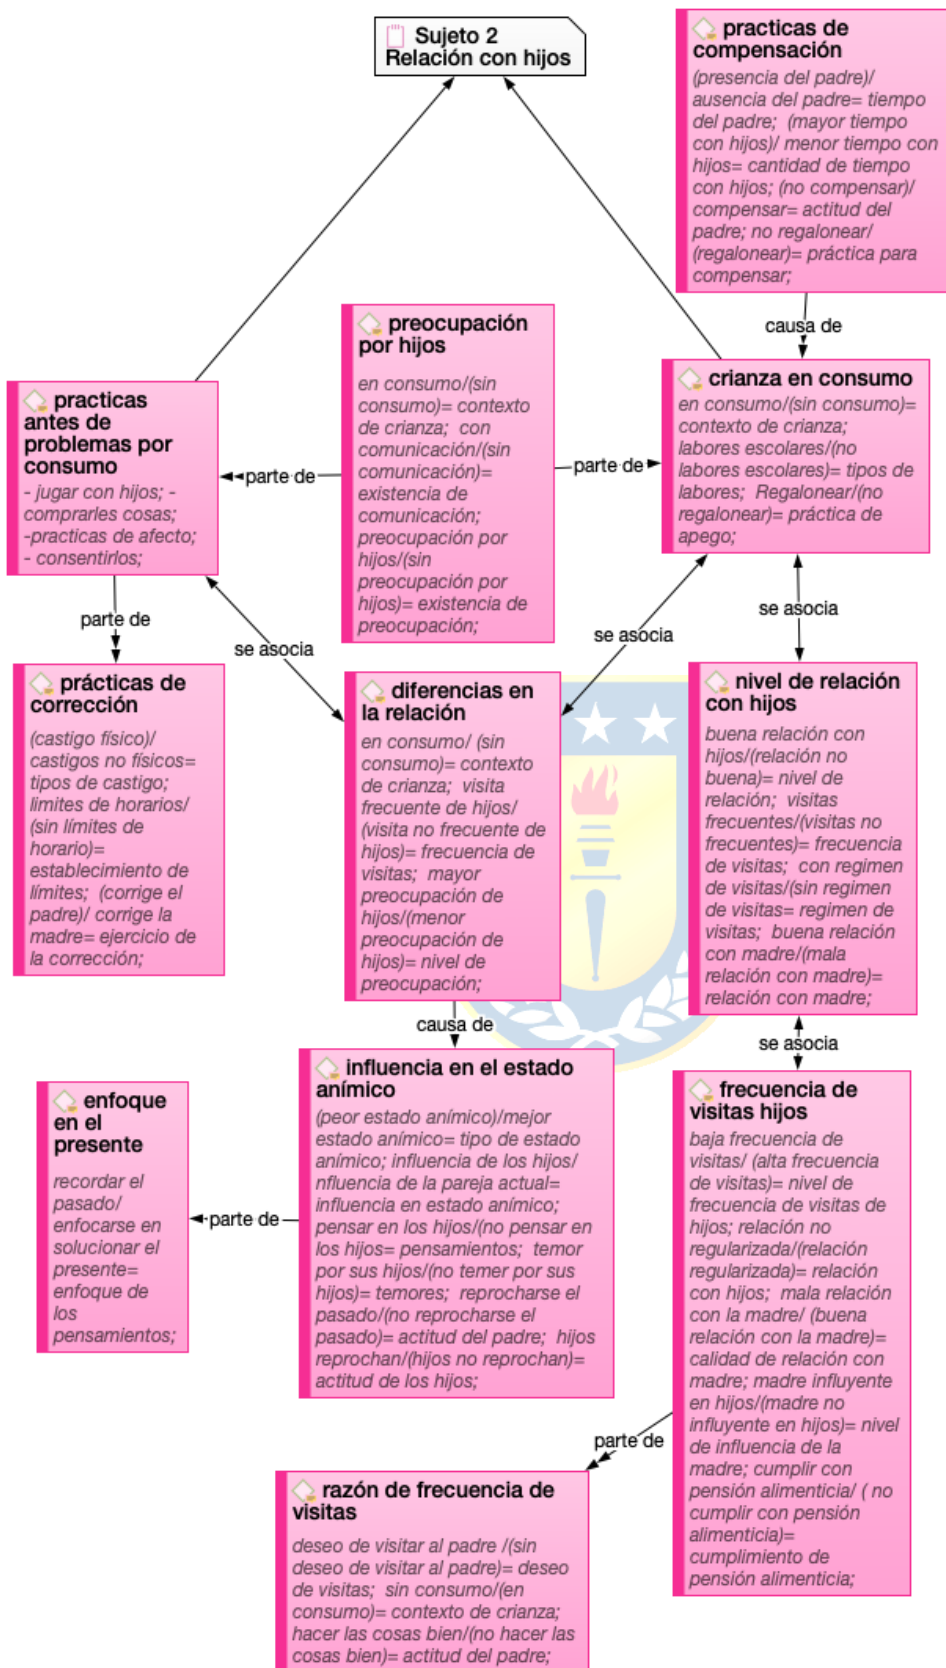 Sujeto 2
Relación con hijos
practicas de
compensación
(presencia del padre)/
ausencia del padre= tiempo
del padre;  (mayor tiempo
con hijos)/ menor tiempo con
hijos= cantidad de tiempo
con hijos; (no compensar)/
compensar= actitud del
padre; no regalonear/
(regalonear)= práctica para
compensar;
causa de
preocupación
por hijos
en consumo/(sin
consumo)= contexto
de crianza;  con
comunicación/(sin
comunicación)=
existencia de
comunicación;
preocupación por
hijos/(sin
preocupación por
hijos)= existencia de
preocupación;
crianza en consumo
en consumo/(sin consumo)=
contexto de crianza;
labores escolares/(no
labores escolares)= tipos de
labores;  Regalonear/(no
regalonear)= práctica de
apego;
practicas
antes de
problemas por
consumo
- jugar con hijos; -
comprarles cosas;
-practicas de afecto;
- consentirlos;
parte de
parte de
parte de
se asocia
se asocia
se asocia
prácticas de
corrección
(castigo físico)/
castigos no físicos=
tipos de castigo;
limites de horarios/
(sin límites de
horario)=
establecimiento de
límites;  (corrige el
padre)/ corrige la
madre= ejercicio de
la corrección;
diferencias en
la relación
en consumo/ (sin
consumo)= contexto
de crianza;  visita
frecuente de hijos/
(visita no frecuente de
hijos)= frecuencia de
visitas;  mayor
preocupación de
hijos/(menor
preocupación de
hijos)= nivel de
preocupación;
nivel de relación
con hijos
buena relación con
hijos/(relación no
buena)= nivel de
relación;  visitas
frecuentes/(visitas no
frecuentes)= frecuencia
de visitas;  con regimen
de visitas/(sin regimen
de visitas= regimen de
visitas;  buena relación
con madre/(mala
relación con madre)=
relación con madre;
causa de
se asocia
influencia en el estado
anímico
(peor estado anímico)/mejor
estado anímico= tipo de estado
anímico; influencia de los hijos/
nfluencia de la pareja actual=
influencia en estado anímico;
pensar en los hijos/(no pensar en
en los hijos= pensamientos;  temor
por sus hijos/(no temer por sus
hijos)= temores;  reprocharse el
pasado/(no reprocharse el
pasado)= actitud del padre;  hijos
reprochan/(hijos no reprochan)=
actitud de los hijos;
enfoque
en el
presente
recordar el
pasado/
enfocarse en
solucionar el
presente=
enfoque de
los
pensamientos;
parte de
frecuencia de
visitas hijos
baja frecuencia de
visitas/ (alta frecuencia
de visitas)= nivel de
frecuencia de visitas de
hijos; relación no
regularizada/(relación
regularizada)= relación
con hijos;  mala relación
con la madre/ (buena
relación con la madre)=
calidad de relación con
madre; madre influyente
en hijos/(madre no
influyente en hijos)= nivel
de influencia de la
madre; cumplir con
pensión alimenticia/ ( no
cumplir con pensión
alimenticia)=
cumplimiento de
pensión alimenticia;
parte de
razón de frecuencia de
visitas
deseo de visitar al padre /(sin
deseo de visitar al padre)= deseo
de visitas;  sin consumo/(en
consumo)= contexto de crianza;
hacer las cosas bien/(no hacer las
cosas bien)= actitud del padre;